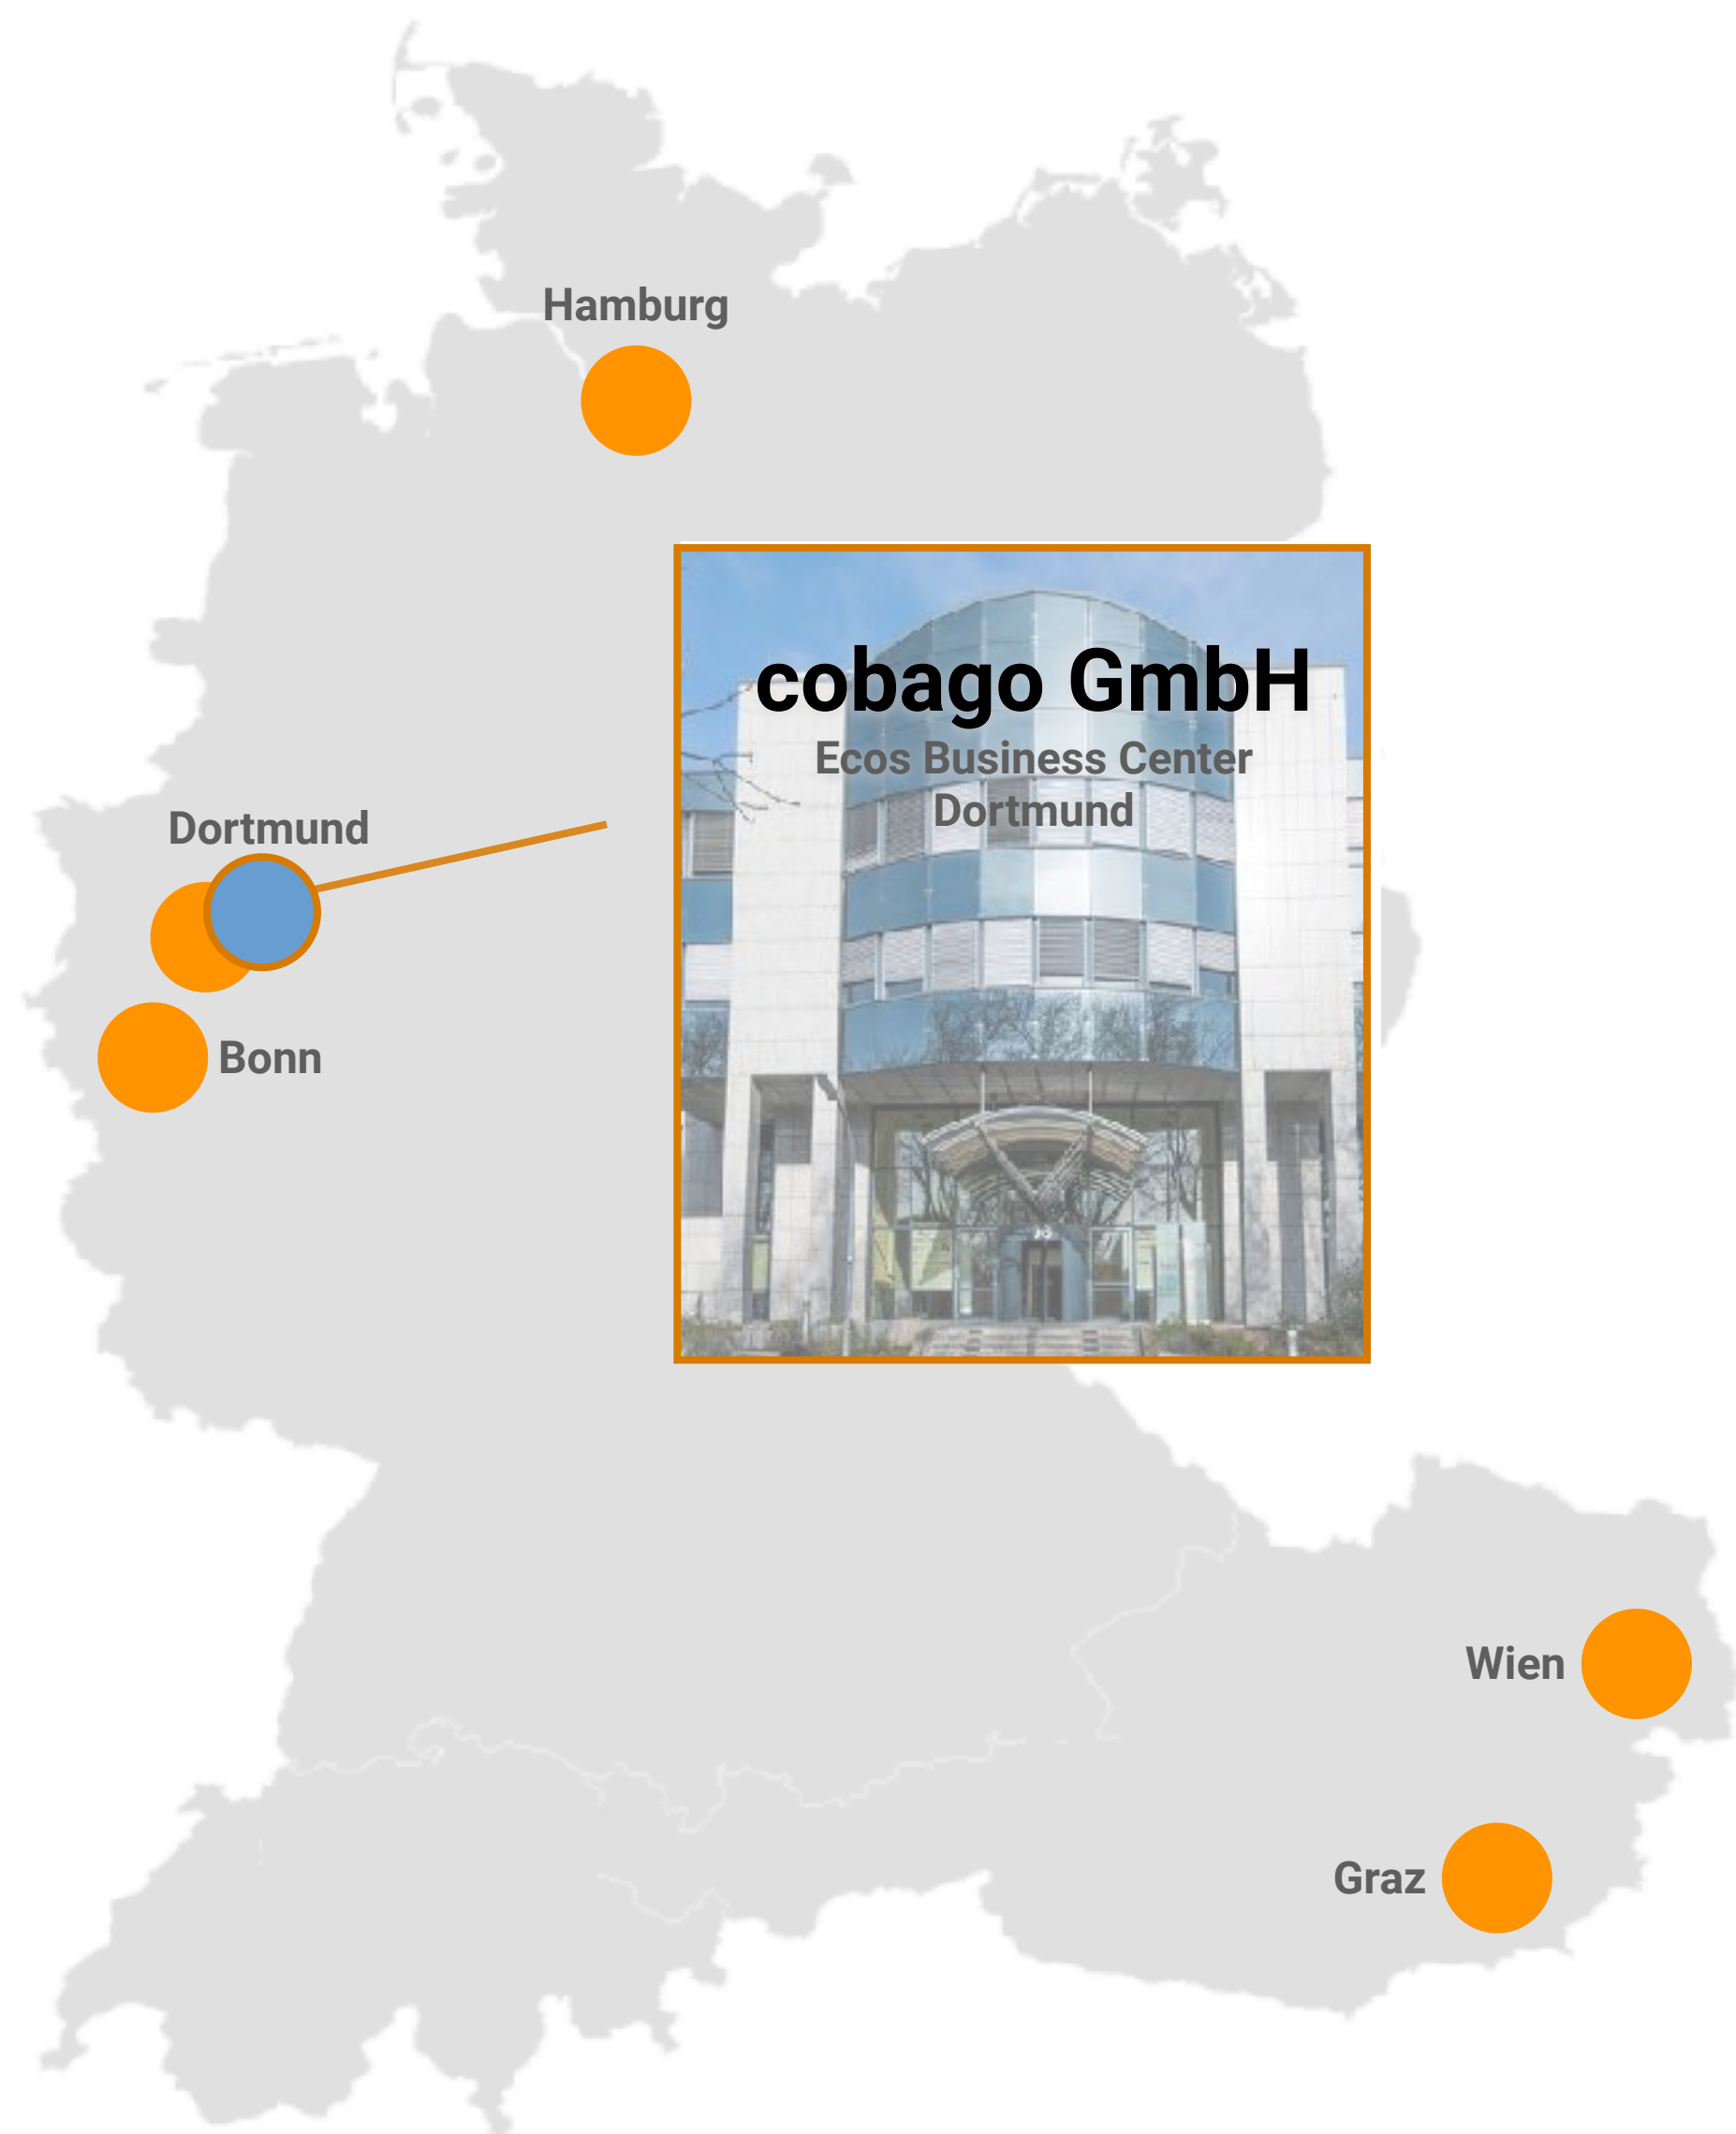 Hamburg
cobago GmbH
Ecos Business Center
Dortmund
Dortmund
Bonn
Wien
Graz